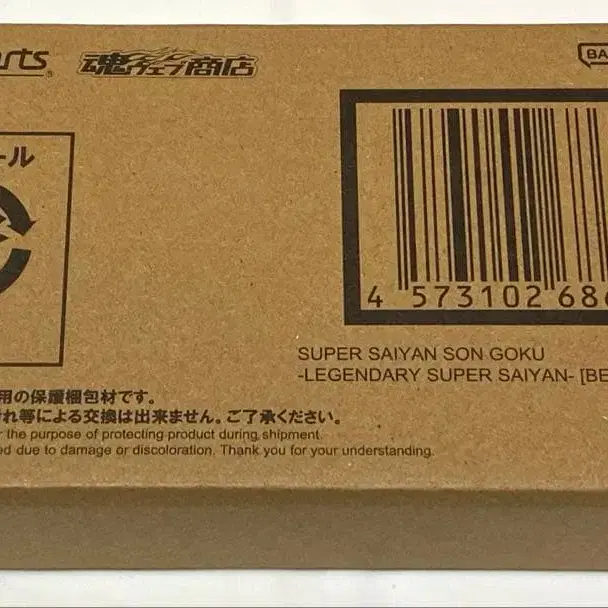 arts®
魂ウェブ商店
BA
ール
4 573102 686
SUPER SAIYAN SON GOKU
-LEGENDARY SUPER SAIYAN- [BE
用の保護梱包材です。
れ等による交換は出来ません。ご了承ください。
r the purpose of protecting product during shipment.
ed due to damage or discoloration. Thank you for your understanding.